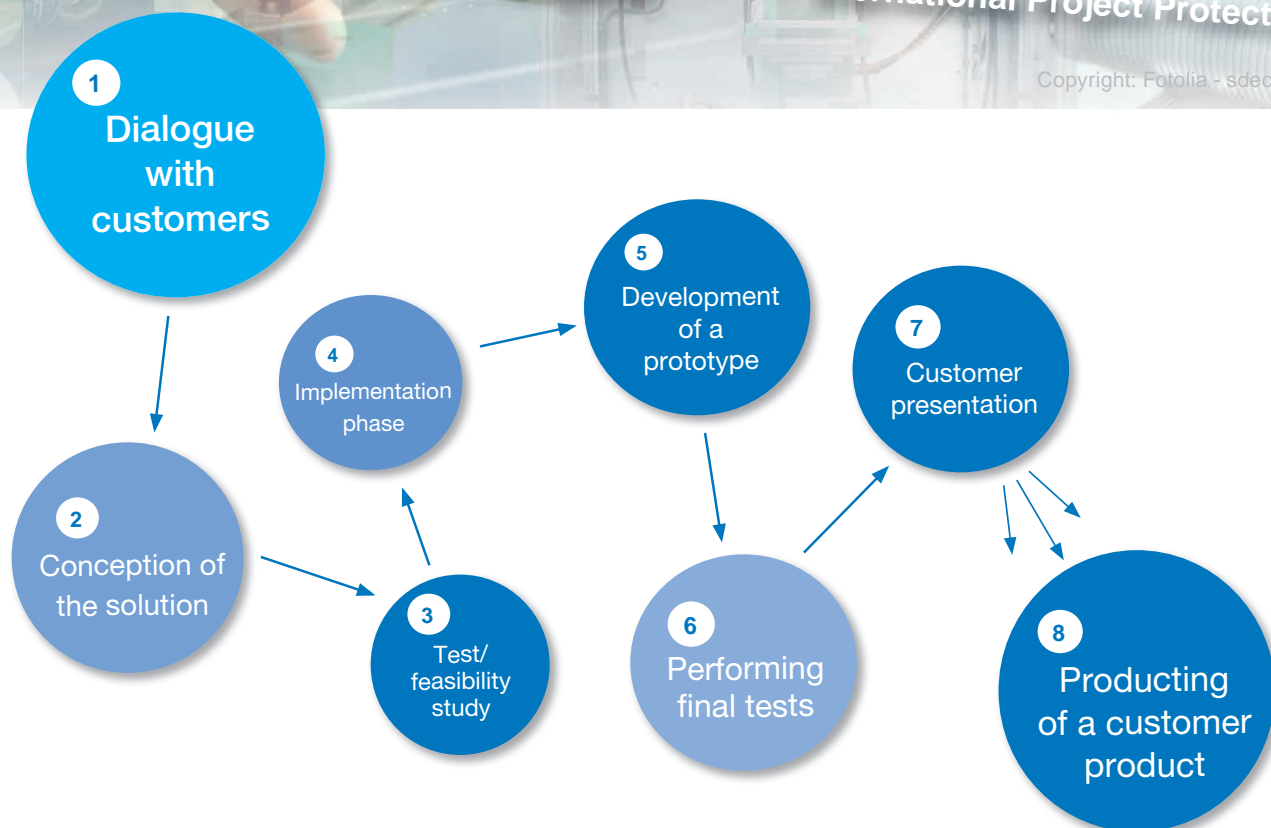 Project Protect
Copyright: Fotolia - sdec
1
Dialogue
with
customers
2
Conception of
the solution
3
Test/
feasibility
study
4
Implementation
phase
5
Development
of a
prototype
6
Performing
final tests
7
Customer
presentation
8
Producting
of a customer
product